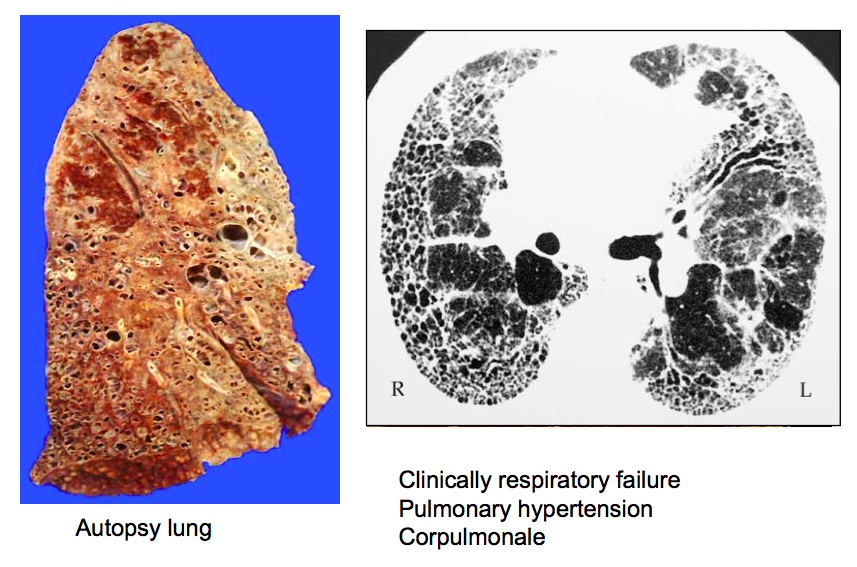 R
L
Clinically respiratory failure
Pulmonary hypertension
Corpulmonale
Autopsy lung